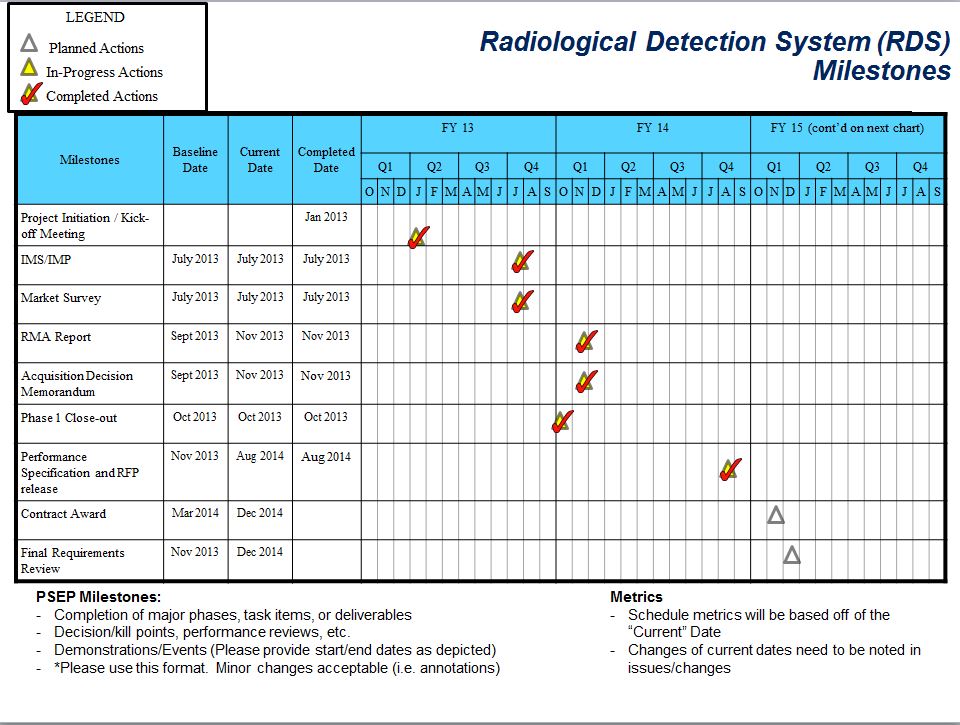 LEGEND
Planned Actions
In-Progress Actions
Completed Actions
Radiological Detection System (RDS)
Milestones
Milestones
Baseline
Date
Current
Date
Completed
Date
FY 13
FY 14
FY 15 (cont’d on next chart)
Q1 Q2 Q3 Q4 Q1 Q2 Q3 Q4 Q1 Q2 Q3 Q4
O N D J F M A M J J A S O N D J F M A M J J A S O N D J F M A M J J A S
Project Initiation / Kick-
off Meeting
Jan 2013
IMS/IMP July 2013 July 2013 July 2013
Market Survey July 2013 July 2013 July 2013
RMA Report Sept 2013 Nov 2013 Nov 2013
Acquisition Decision
Memorandum
Sept 2013 Nov 2013 Nov 2013
Phase 1 Close-out Oct 2013 Oct 2013 Oct 2013
Performance
Specification and RFP
release
Nov 2013 Aug 2014 Aug 2014
Contract Award Mar 2014 Dec 2014
Final Requirements
Review
Nov 2013 Dec 2014
PSEP Milestones:
- Completion of major phases, task items, or deliverables
- Decision/kill points, performance reviews, etc.
- Demonstrations/Events (Please provide start/end dates as depicted)
- *Please use this format. Minor changes acceptable (i.e. annotations)
Metrics
- Schedule metrics will be based off of the
“Current” Date
- Changes of current dates need to be noted in
issues/changes